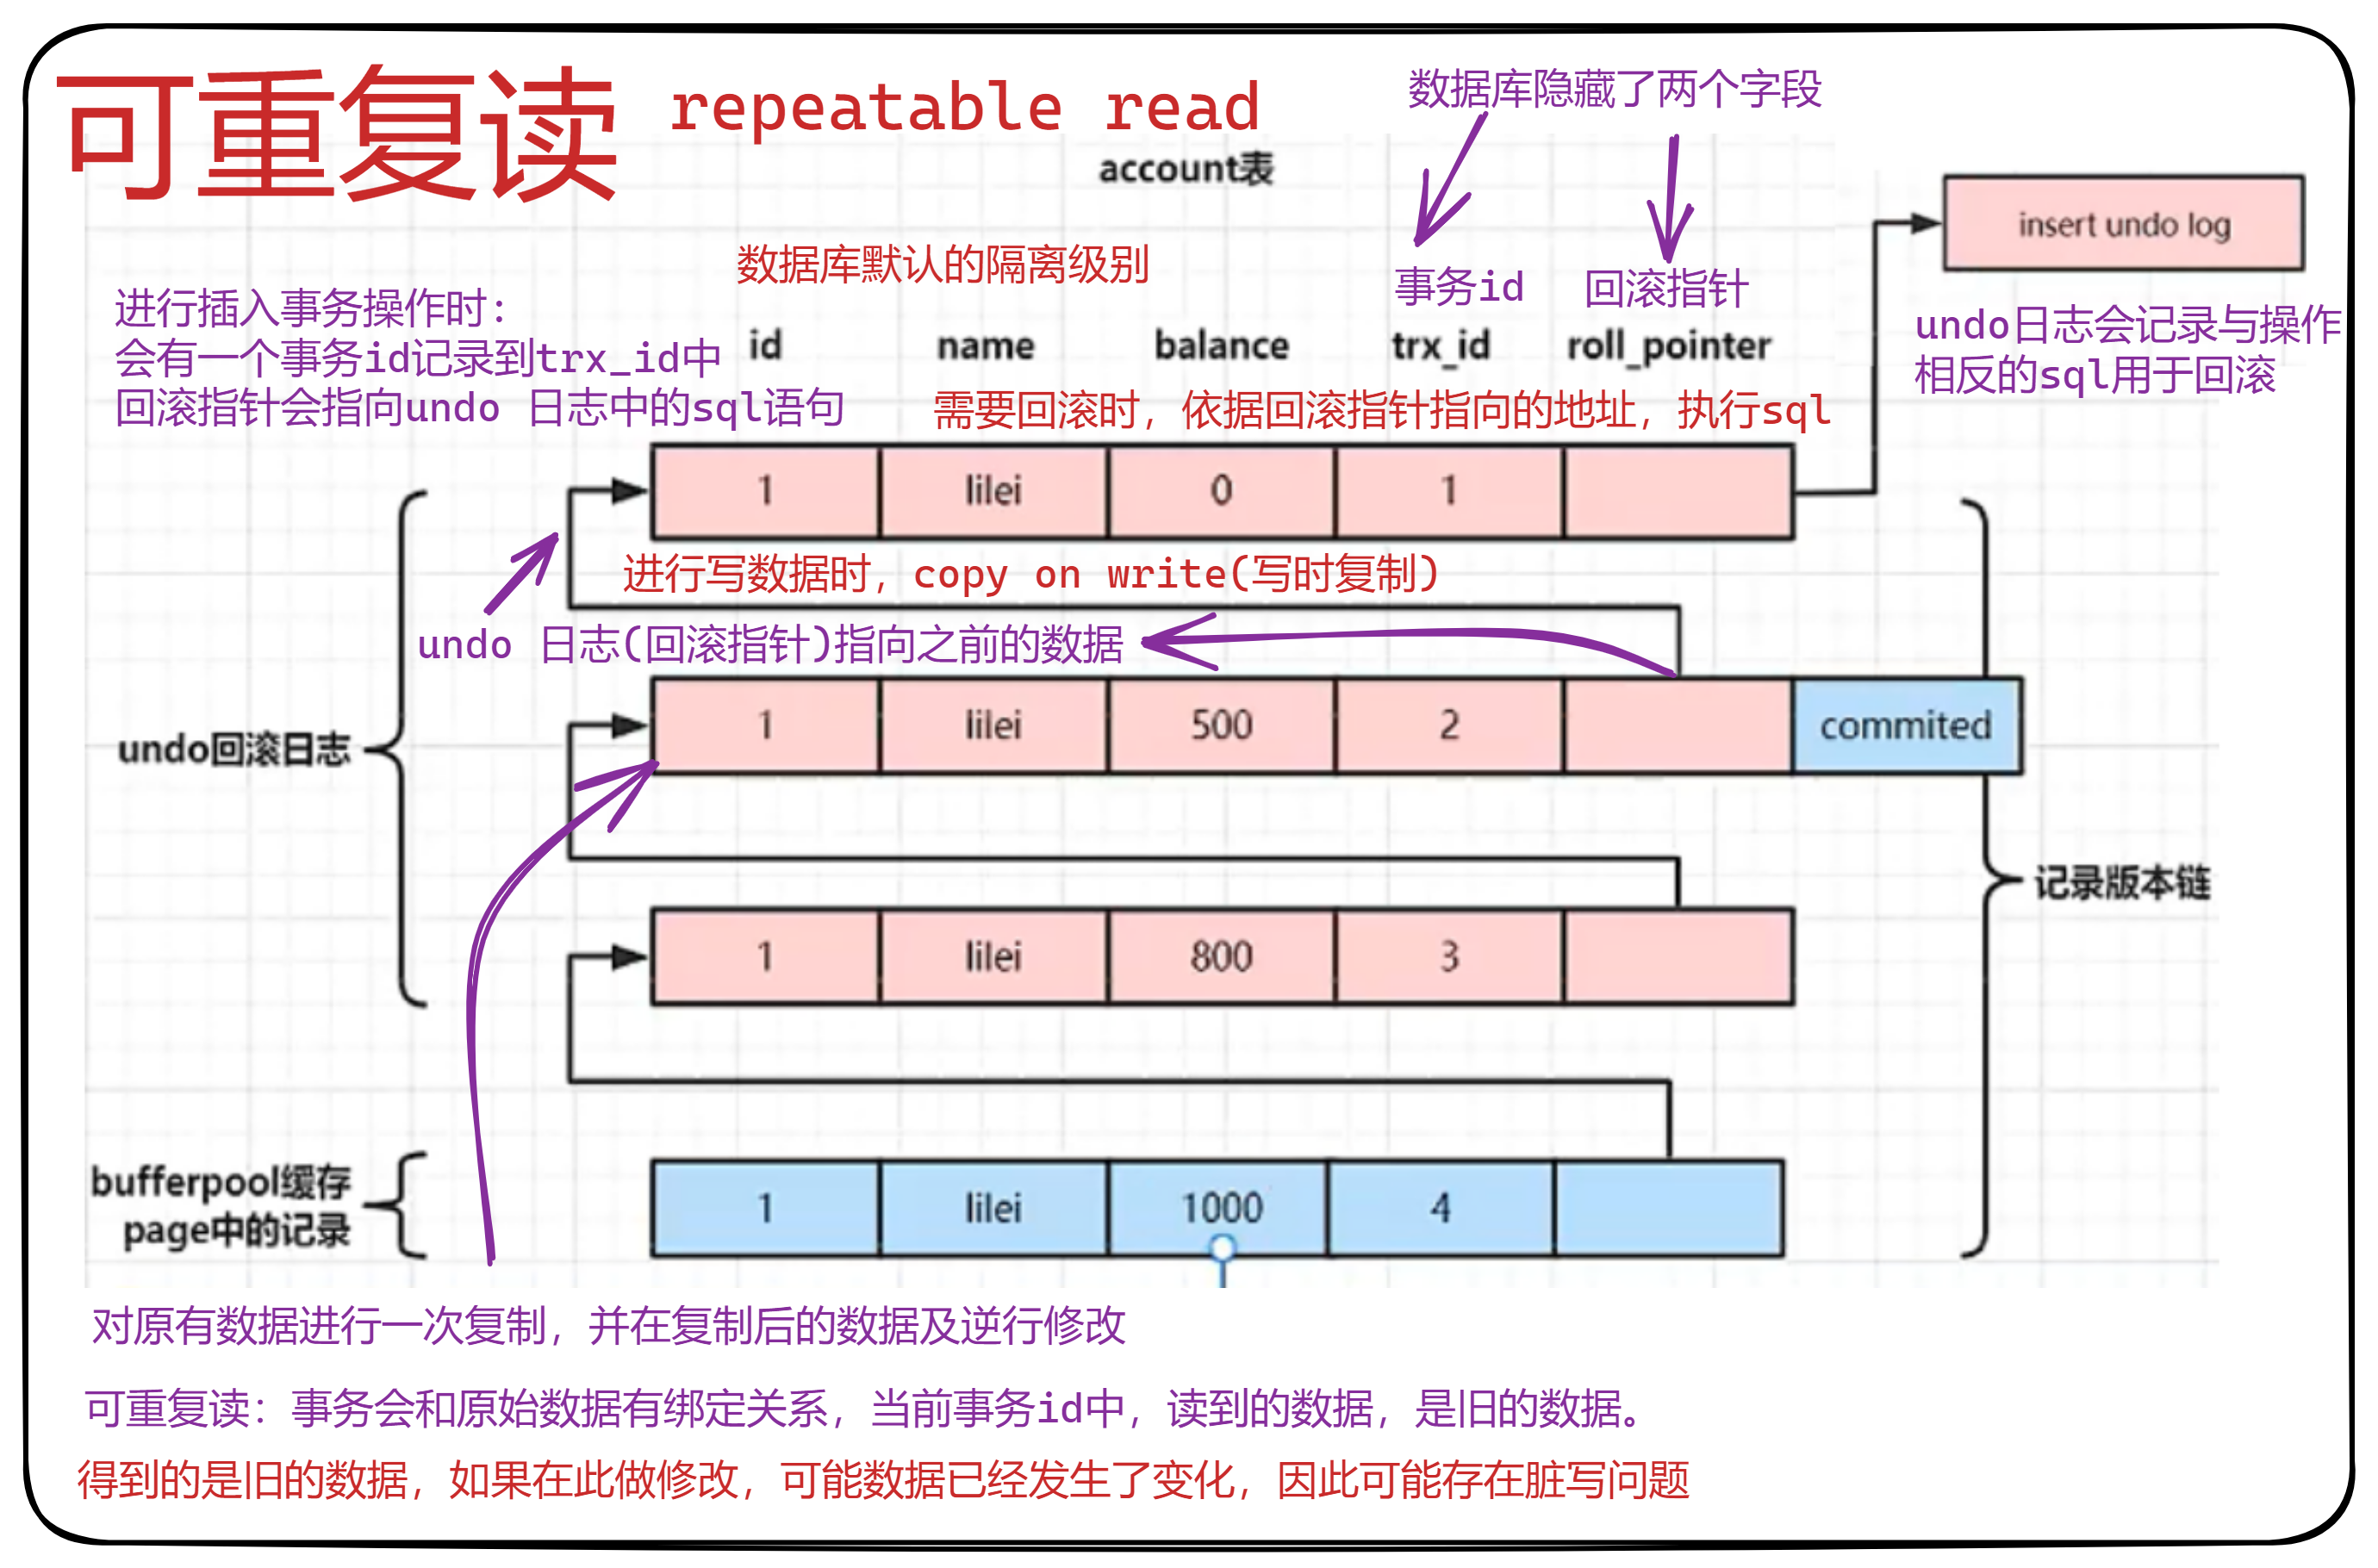 可重复读 repeatable read
数据库隐藏了两个字段
account表
insert undo log
数据库默认的隔离级别
事务id 回滚指针
进行插入事务操作时：
会有一个事务id记录到trx_id中
回滚指针会指向undo 日志中的sql语句
undo日志会记录与操作
相反的sql用于回滚
id name balance trx_id roll_pointer
需要回滚时，依据回滚指针指向的地址，执行sql
1 lilei 0 1
进行写数据时，copy on write(写时复制)
undo 日志(回滚指针)指向之前的数据
undo回滚日志
1 lilei 500 2 commited
记录版本链
1 lilei 800 3
bufferpool缓存
page中的记录
1 lilei 1000 4
对原有数据进行一次复制，并在复制后的数据及逆行修改
可重复读：事务会和原始数据有绑定关系，当前事务id中，读到的数据，是旧的数据。
得到的是旧的数据，如果在此做修改，可能数据已经发生了变化，因此可能存在脏写问题